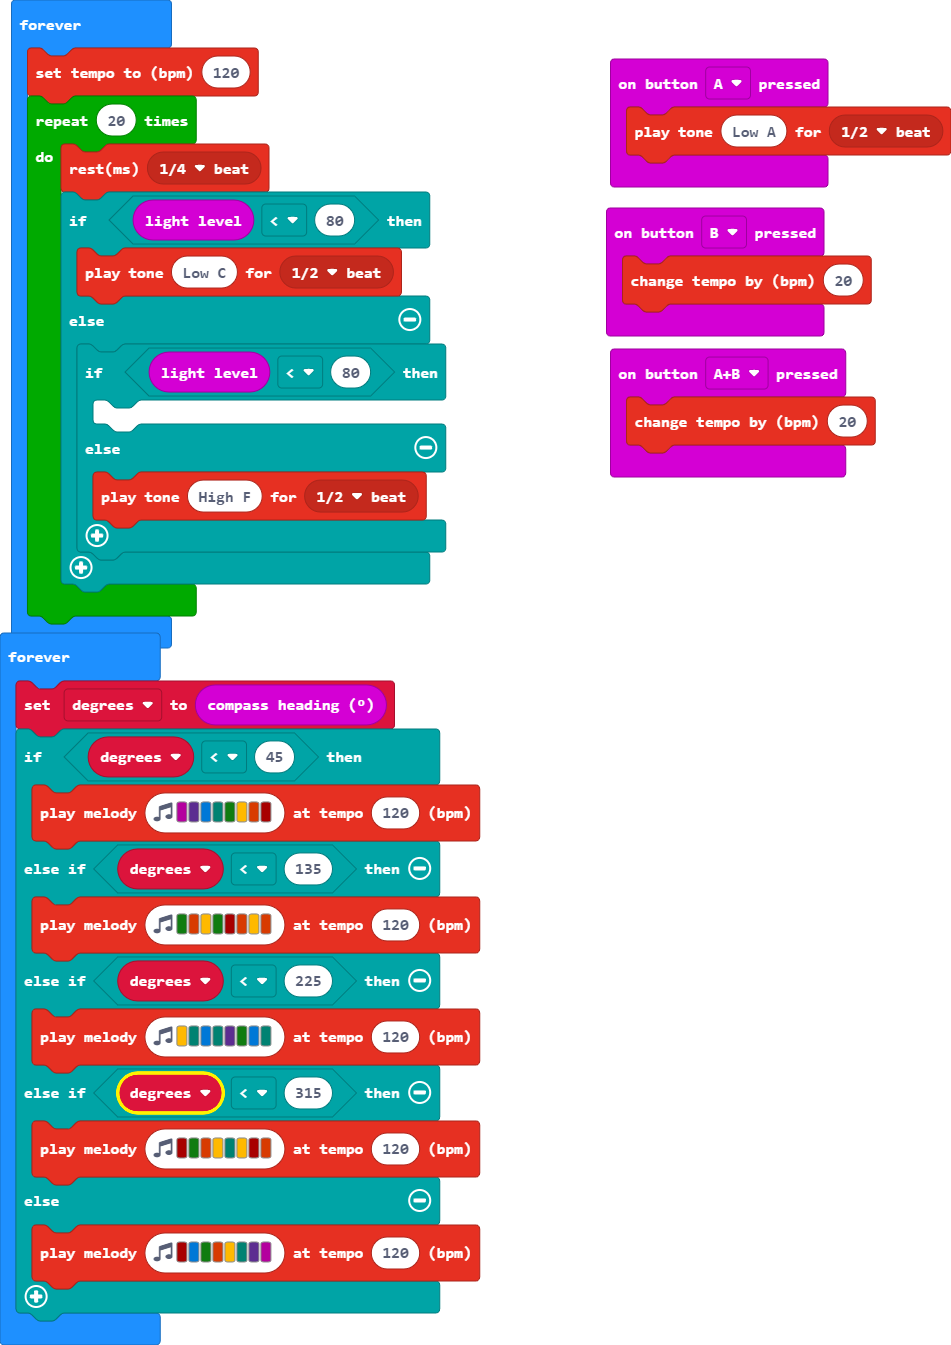 forever
set tempo to (bpm) 120
repeat 20 times
do
rest(ms) 1/4 beat
if light level < 80 then
play tone Low C for 1/2 beat
else
if light level < 80 then
else
play tone High F for 1/2 beat
on button A pressed
play tone Low A for 1/2 beat
on button B pressed
change tempo by (bpm) 20
on button A+B pressed
change tempo by (bpm) 20
forever
set degrees to compass heading (º)
if degrees < 45 then
play melody at tempo 120 (bpm)
else if degrees < 135 then
play melody at tempo 120 (bpm)
else if degrees < 225 then
play melody at tempo 120 (bpm)
else if degrees < 315 then
play melody at tempo 120 (bpm)
else
play melody at tempo 120 (bpm)